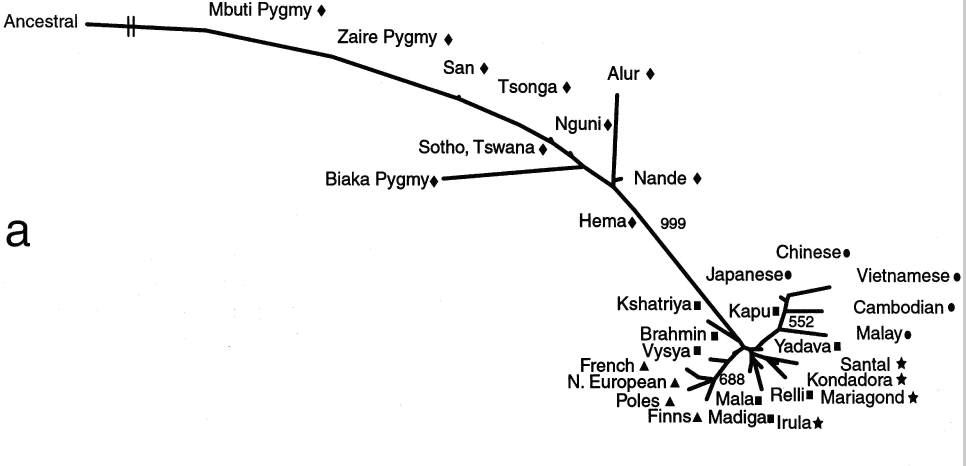 Mbuti Pygmy
Ancestral
Zaire Pygmy
San
Alur
Tsonga
Nguni
Sotho, Tswana
Biaka Pygmy
Nande
a
Hema
999
Chinese
Japanese
Vietnamese
Kshatriya
Kapu
Cambodian
552
Brahmin
Malay
Vysya
Yadava
French
Santal
N. European
688
Kondadora
Poles
Mala
Relli
Mariagond
Finns
Madiga
Irula